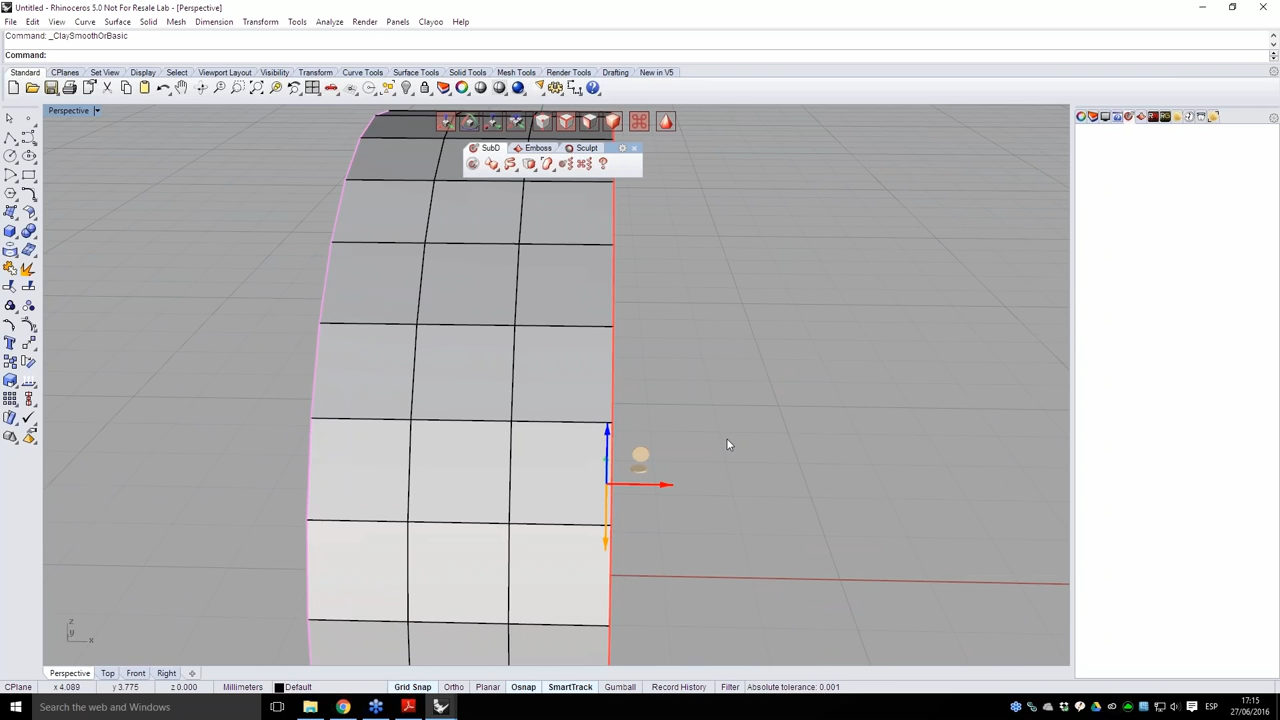 Untitled - Rhinoceros 5.0 Not For Resale Lab - [Perspective]
File Edit View Curve Surface Solid Mesh Dimension Transform Tools Analyze Render Panels Clayoo Help
Command: _ClaySmoothOrBasic
Command:
Standard CPlanes Set View Display Select Viewport Layout Visibility Transform Curve Tools Surface Tools Solid Tools Mesh Tools Render Tools Drafting New in V5
Perspective
SubD Emboss Sculpt
z
y
x
Perspective Top Front Right
CPlane x 4.089 y 3.775 z 0.000 Millimeters Default Grid Snap Ortho Planar Osnap SmartTrack Gumball Record History Filter Absolute tolerance: 0.001
Search the web and Windows
ESP
17:15
27/06/2016